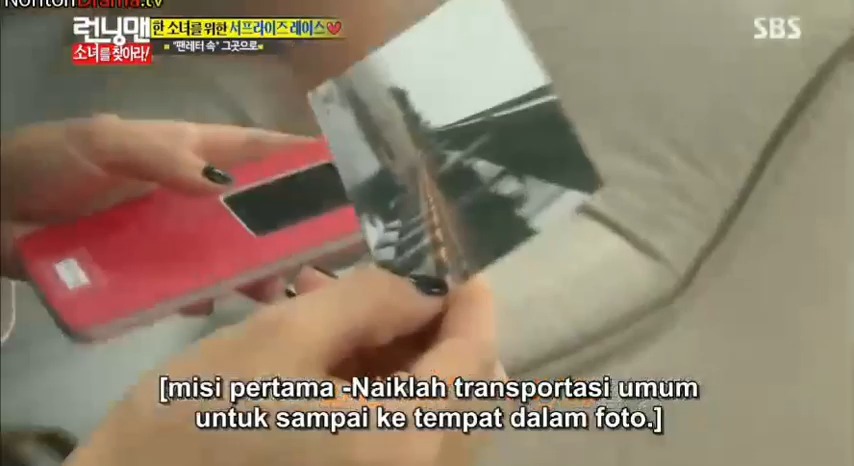 NontonDrama.tv
런닝맨 한 소녀를 위한 서프라이즈 레이스
소녀를 찾아라! "팬레터 속" 그곳으로
SBS
[misi pertama -Naiklah transportasi umum
untuk sampai ke tempat dalam foto.]